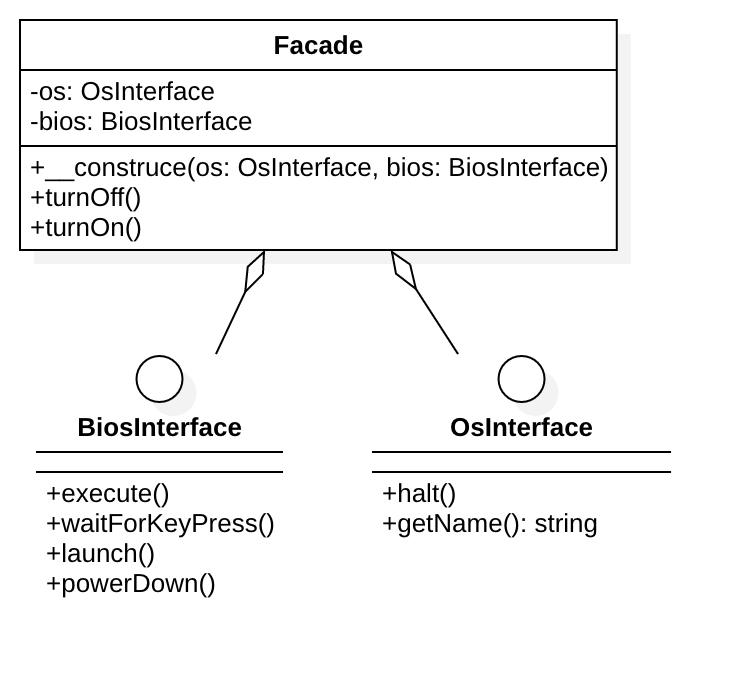 Facade
-os: OsInterface
-bios: BiosInterface
+__construce(os: OsInterface, bios: BiosInterface)
+turnOff()
+turnOn()
BiosInterface
+execute()
+waitForKeyPress()
+launch()
+powerDown()
OsInterface
+halt()
+getName(): string